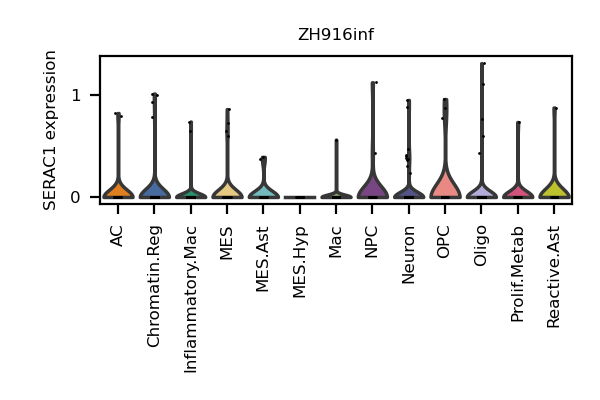 ZH916inf
SERAC1 expression
1
0
AC
Chromatin.Reg
Inflammatory.Mac
MES
MES.Ast
MES.Hyp
Mac
NPC
Neuron
OPC
Oligo
Prolif.Metab
Reactive.Ast